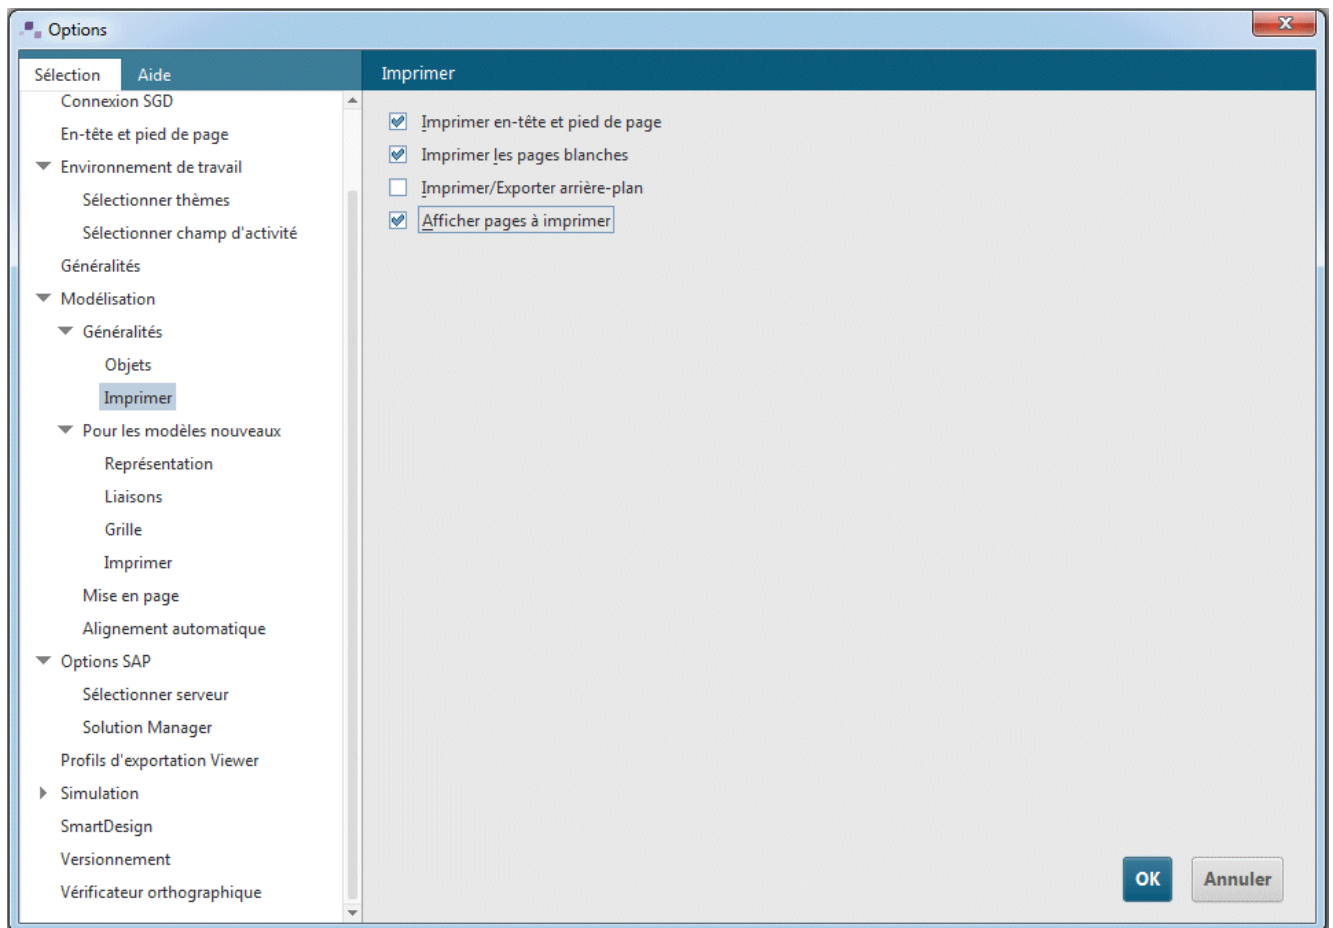 Options
Sélection Aide
Imprimer
Connexion SGD
En-tête et pied de page
Environnement de travail
Sélectionner thèmes
Sélectionner champ d'activité
Généralités
Modélisation
Généralités
Objets
Imprimer
Pour les modèles nouveaux
Représentation
Liaisons
Grille
Imprimer
Mise en page
Alignement automatique
Options SAP
Sélectionner serveur
Solution Manager
Profils d'exportation Viewer
Simulation
SmartDesign
Versionnement
Vérificateur orthographique
Imprimer en-tête et pied de page
Imprimer les pages blanches
Imprimer/Exporter arrière-plan
Afficher pages à imprimer
OK Annuler